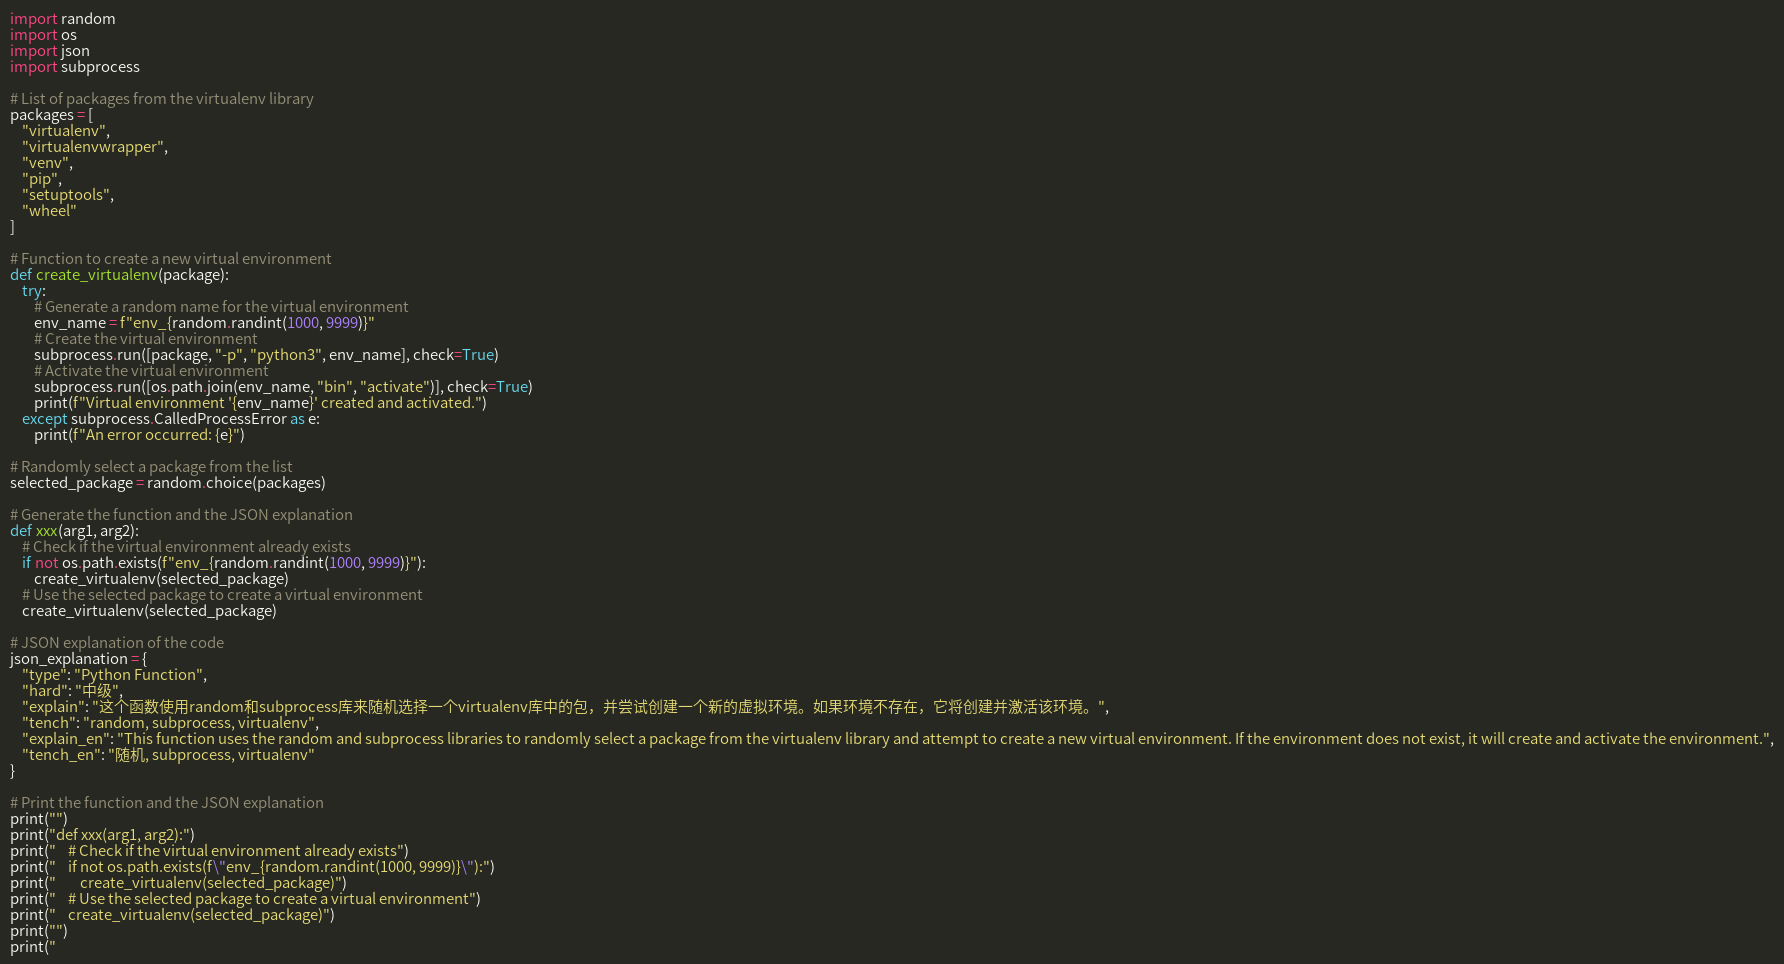 import random
import os
import json
import subprocess

# List of packages from the virtualenv library
packages = [
    "virtualenv",
    "virtualenvwrapper",
    "venv",
    "pip",
    "setuptools",
    "wheel"
]

# Function to create a new virtual environment
def create_virtualenv(package):
    try:
        # Generate a random name for the virtual environment
        env_name = f"env_{random.randint(1000, 9999)}"
        # Create the virtual environment
        subprocess.run([package, "-p", "python3", env_name], check=True)
        # Activate the virtual environment
        subprocess.run([os.path.join(env_name, "bin", "activate")], check=True)
        print(f"Virtual environment '{env_name}' created and activated.")
    except subprocess.CalledProcessError as e:
        print(f"An error occurred: {e}")

# Randomly select a package from the list
selected_package = random.choice(packages)

# Generate the function and the JSON explanation
def xxx(arg1, arg2):
    # Check if the virtual environment already exists
    if not os.path.exists(f"env_{random.randint(1000, 9999)}"):
        create_virtualenv(selected_package)
    # Use the selected package to create a virtual environment
    create_virtualenv(selected_package)

# JSON explanation of the code
json_explanation = {
    "type": "Python Function",
    "hard": "中级",
    "explain": "这个函数使用random和subprocess库来随机选择一个virtualenv库中的包，并尝试创建一个新的虚拟环境。如果环境不存在，它将创建并激活该环境。",
    "tench": "random, subprocess, virtualenv",
    "explain_en": "This function uses the random and subprocess libraries to randomly select a package from the virtualenv library and attempt to create a new virtual environment. If the environment does not exist, it will create and activate the environment.",
    "tench_en": "随机, subprocess, virtualenv"
}

# Print the function and the JSON explanation
print("")
print("def xxx(arg1, arg2):")
print("    # Check if the virtual environment already exists")
print("    if not os.path.exists(f\"env_{random.randint(1000, 9999)}\"):")
print("        create_virtualenv(selected_package)")
print("    # Use the selected package to create a virtual environment")
print("    create_virtualenv(selected_package)")
print("")
print("